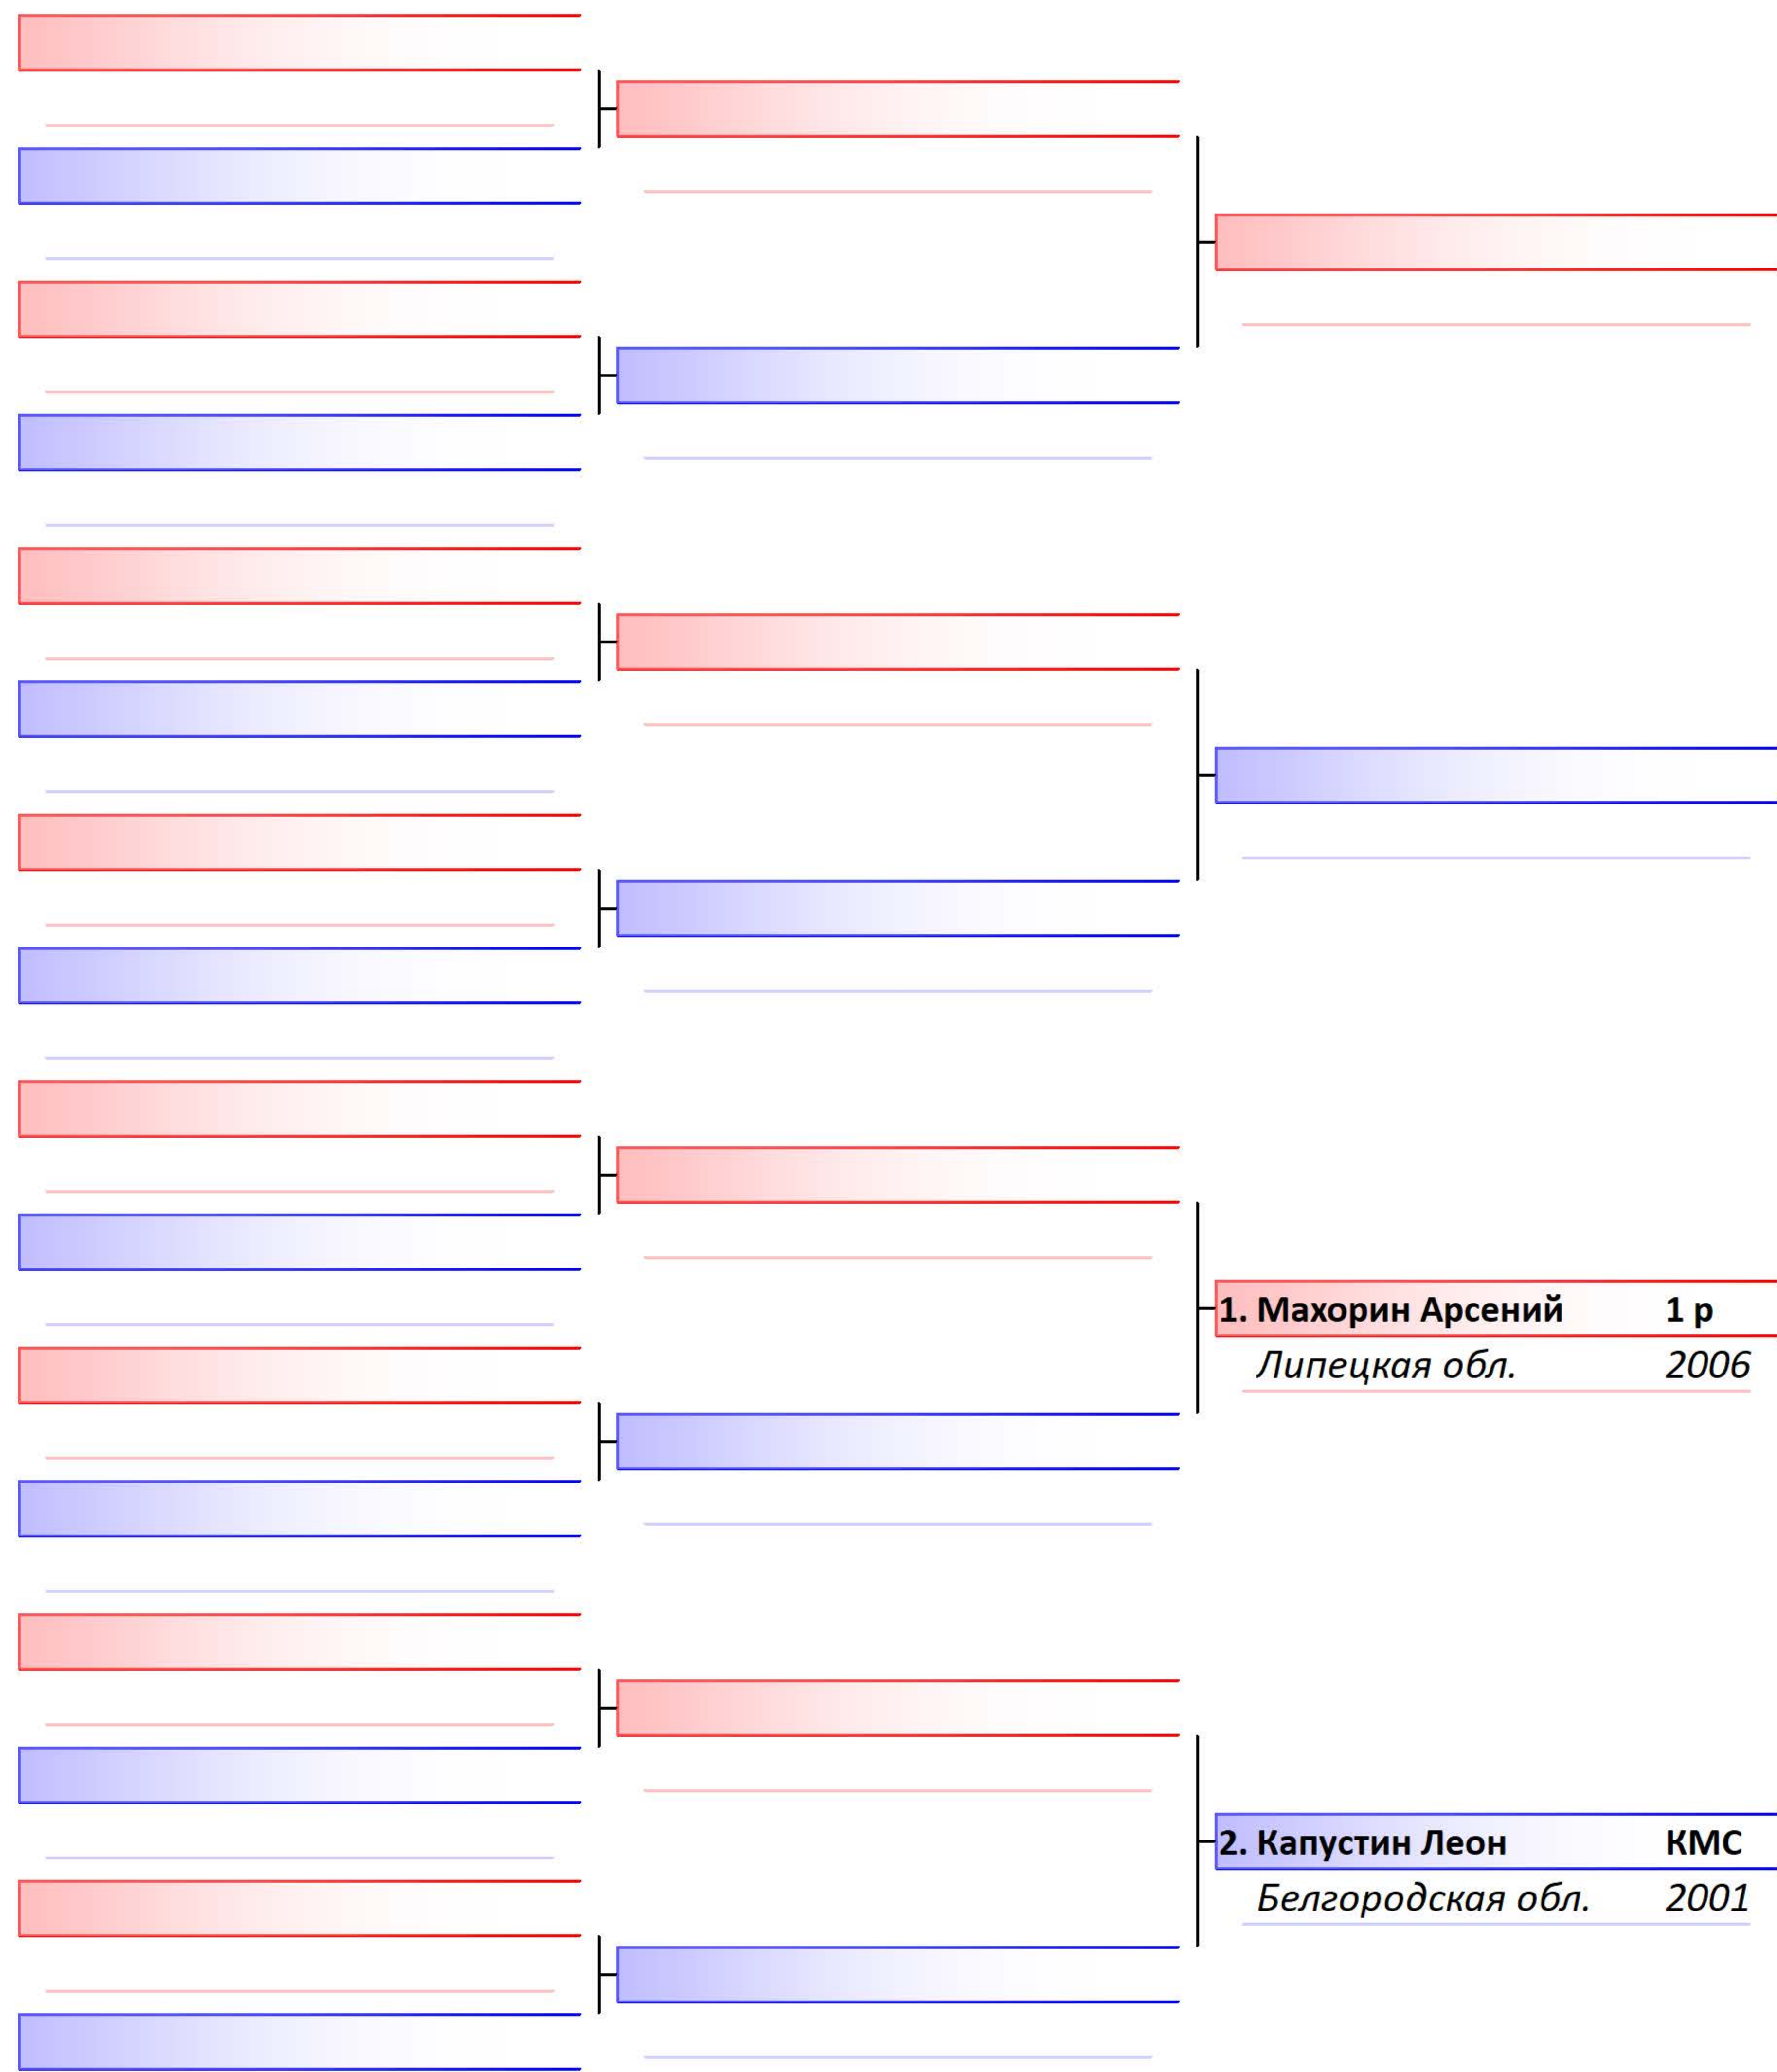 1. Махорин Арсений 1 р
Липецкая обл. 2006
2. Капустин Леон КМС
Белгородская обл. 2001